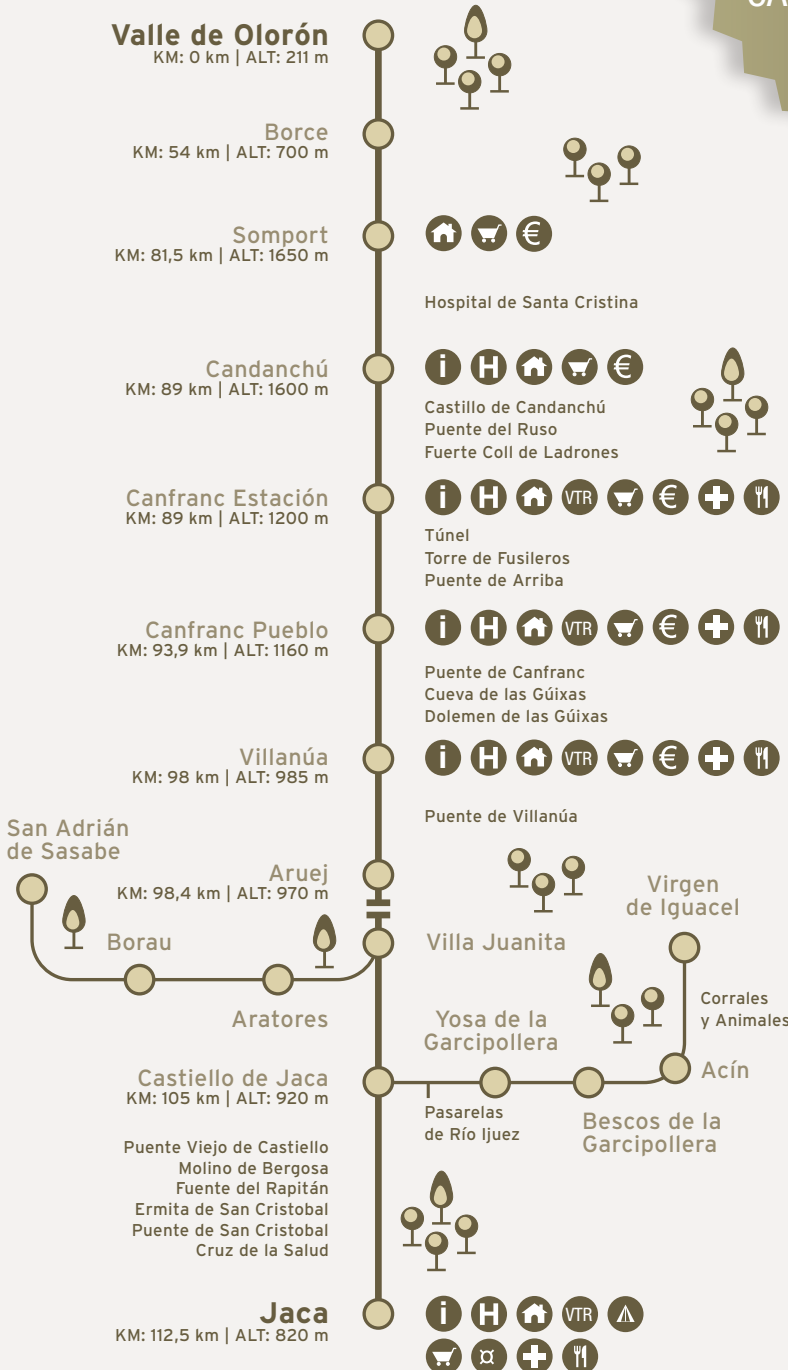 Valle de Olorón
KM: 0 km | ALT: 211 m
Borce
KM: 54 km | ALT: 700 m
Somport
KM: 81,5 km | ALT: 1650 m
€
Hospital de Santa Cristina
Candanchú
KM: 89 km | ALT: 1600 m
i H €
Castillo de Candanchú
Puente del Ruso
Fuerte Coll de Ladrones
Canfranc Estación
KM: 89 km | ALT: 1200 m
i H VTR €
Túnel
Torre de Fusileros
Puente de Arriba
Canfranc Pueblo
KM: 93,9 km | ALT: 1160 m
i H VTR €
Puente de Canfranc
Cueva de las Gúixas
Dolemen de las Gúixas
Villanúa
KM: 98 km | ALT: 985 m
i H VTR €
Puente de Villanúa
San Adrián
de Sasabe
Aruej
KM: 98,4 km | ALT: 970 m
Virgen
de Iguacel
Borau
Villa Juanita
Corrales
y Animales
Aratores
Yosa de la
Garcipollera
Acín
Castiello de Jaca
KM: 105 km | ALT: 920 m
Pasarelas
de Río Ijuez
Bescos de la
Garcipollera
Puente Viejo de Castiello
Molino de Bergosa
Fuente del Rapitán
Ermita de San Cristobal
Puente de San Cristobal
Cruz de la Salud
Jaca
KM: 112,5 km | ALT: 820 m
i H VTR
¤